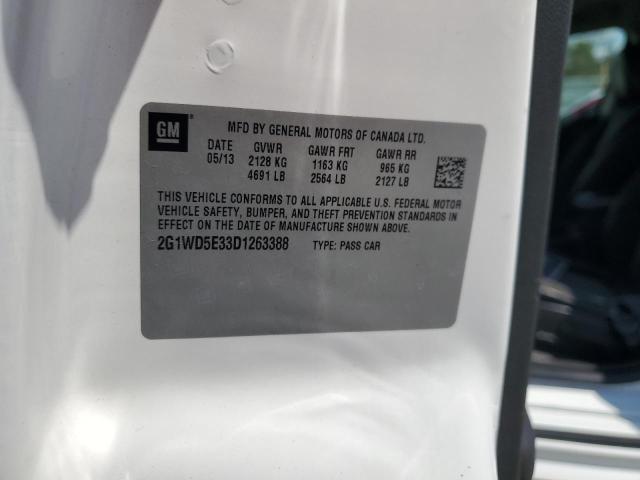 GM
MFD BY GENERAL MOTORS OF CANADA LTD.
DATE GVWR GAWR FRT GAWR RR
05/13 2128 KG 1163 KG 965 KG
4691 LB 2564 LB 2127 LB
THIS VEHICLE CONFORMS TO ALL APPLICABLE U.S. FEDERAL MOTOR
VEHICLE SAFETY, BUMPER, AND THEFT PREVENTION STANDARDS
IN EFFECT ON THE DATE OF MANUFACTURE SHOWN ABOVE.
2G1WD5E33D1263388 TYPE: PASS CAR